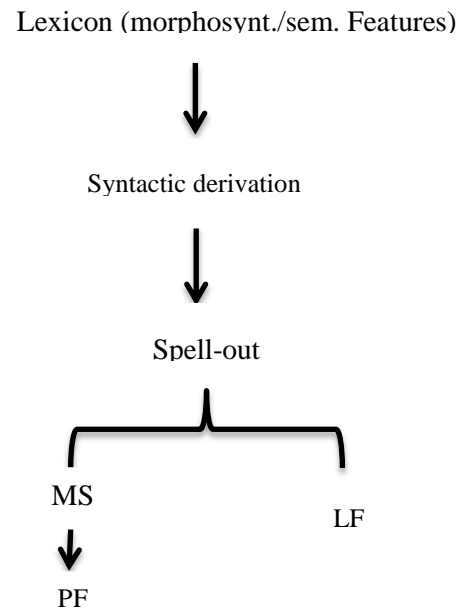 Lexicon (morphosynt./sem. Features)
Syntactic derivation
Spell-out
MS
LF
PF